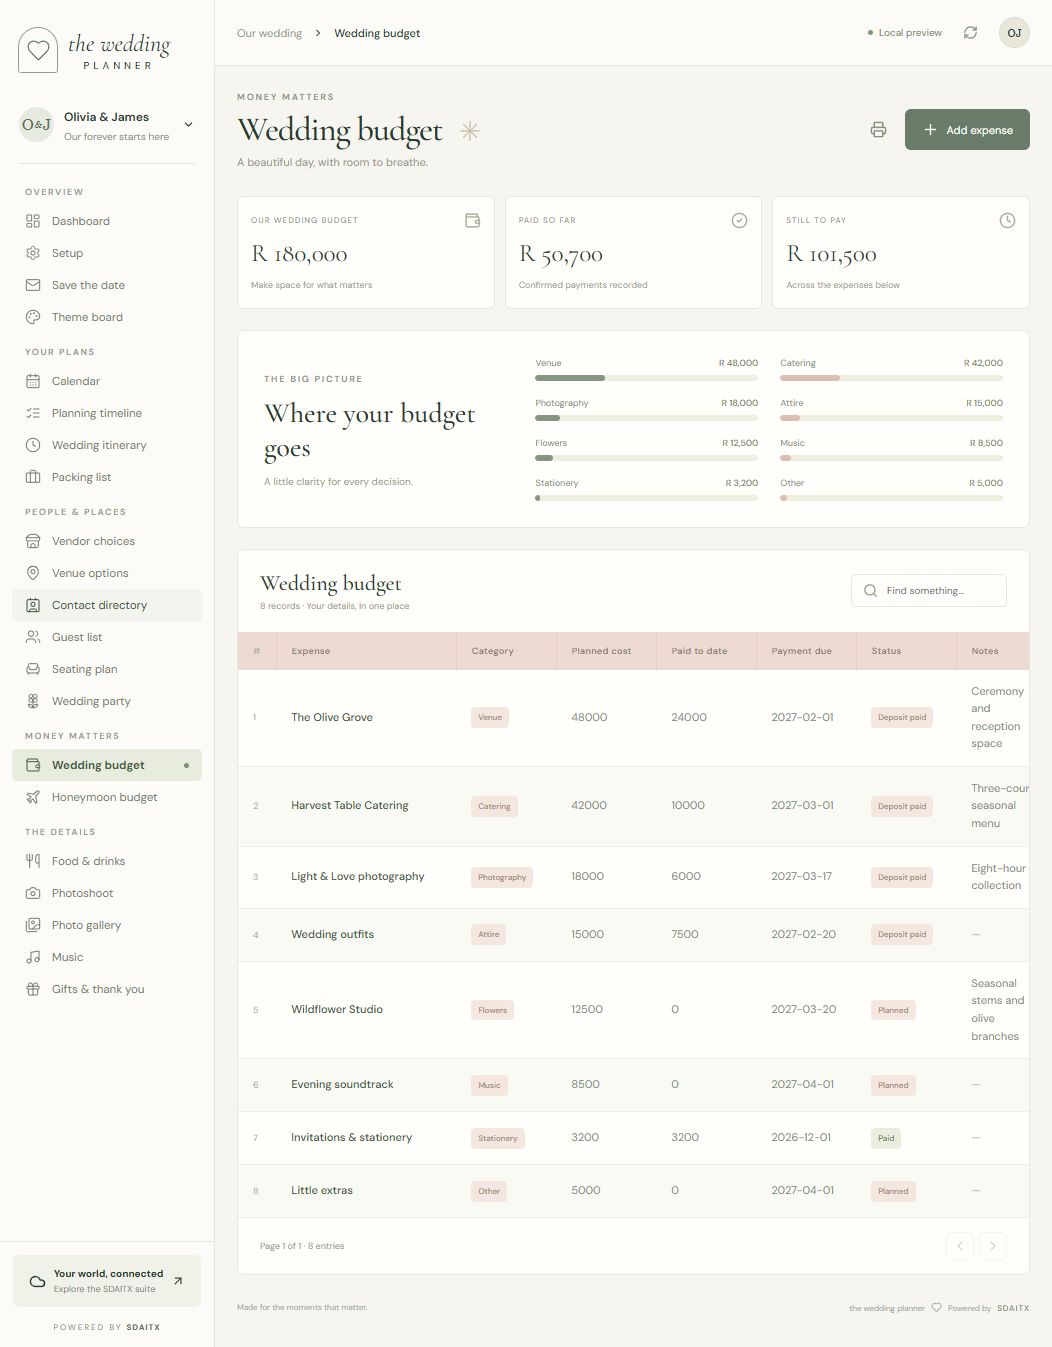 the wedding
PLANNER
O&J
Olivia & James
Our forever starts here
OVERVIEW
Dashboard
Setup
Save the date
Theme board
YOUR PLANS
Calendar
Planning timeline
Wedding itinerary
Packing list
PEOPLE & PLACES
Vendor choices
Venue options
Contact directory
Guest list
Seating plan
Wedding party
MONEY MATTERS
Wedding budget
Honeymoon budget
THE DETAILS
Food & drinks
Photoshoot
Photo gallery
Music
Gifts & thank you
Your world, connected
Explore the SDAITX suite
POWERED BY SDAITX
Our wedding > Wedding budget
Local preview
OJ
MONEY MATTERS
Wedding budget
A beautiful day, with room to breathe.
Add expense
OUR WEDDING BUDGET
R 180,000
Make space for what matters
PAID SO FAR
R 50,700
Confirmed payments recorded
STILL TO PAY
R 101,500
Across the expenses below
THE BIG PICTURE
Where your budget
goes
A little clarity for every decision.
Venue R 48,000
Catering R 42,000
Photography R 18,000
Attire R 15,000
Flowers R 12,500
Music R 8,500
Stationery R 3,200
Other R 5,000
Wedding budget
8 records · Your details, in one place
Find something...
# Expense Category Planned cost Paid to date Payment due Status Notes
1 The Olive Grove Venue 48000 24000 2027-02-01 Deposit paid
Ceremony
and
reception
space
2 Harvest Table Catering Catering 42000 10000 2027-03-01 Deposit paid
Three-cour
seasonal
menu
3 Light & Love photography Photography 18000 6000 2027-03-17 Deposit paid
Eight-hour
collection
4 Wedding outfits Attire 15000 7500 2027-02-20 Deposit paid —
5 Wildflower Studio Flowers 12500 0 2027-03-20 Planned
Seasonal
stems and
olive
branches
6 Evening soundtrack Music 8500 0 2027-04-01 Planned —
7 Invitations & stationery Stationery 3200 3200 2026-12-01 Paid —
8 Little extras Other 5000 0 2027-04-01 Planned —
Page 1 of 1 · 8 entries
Made for the moments that matter.
the wedding planner Powered by SDAITX